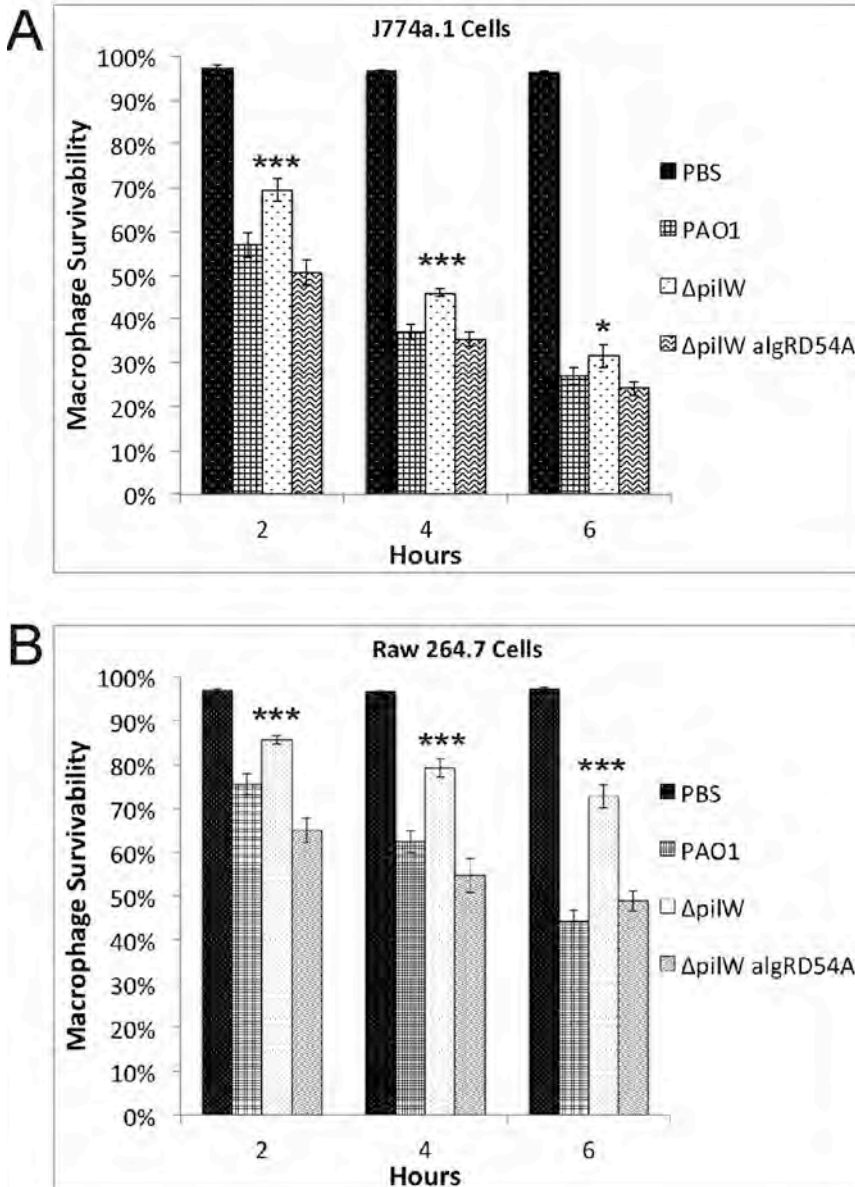 A
J774a.1 Cells
100%
90%
80%
70%
60%
50%
40%
30%
20%
10%
0%
Macrophage Survivability
***
***
*
2
4
6
Hours
PBS
PAO1
ΔpilW
ΔpilW algRD54A
B
Raw 264.7 Cells
100%
90%
80%
70%
60%
50%
40%
30%
20%
10%
0%
Macrophage Survivability
***
***
***
2
4
6
Hours
PBS
PAO1
ΔpilW
ΔpilW algRD54A